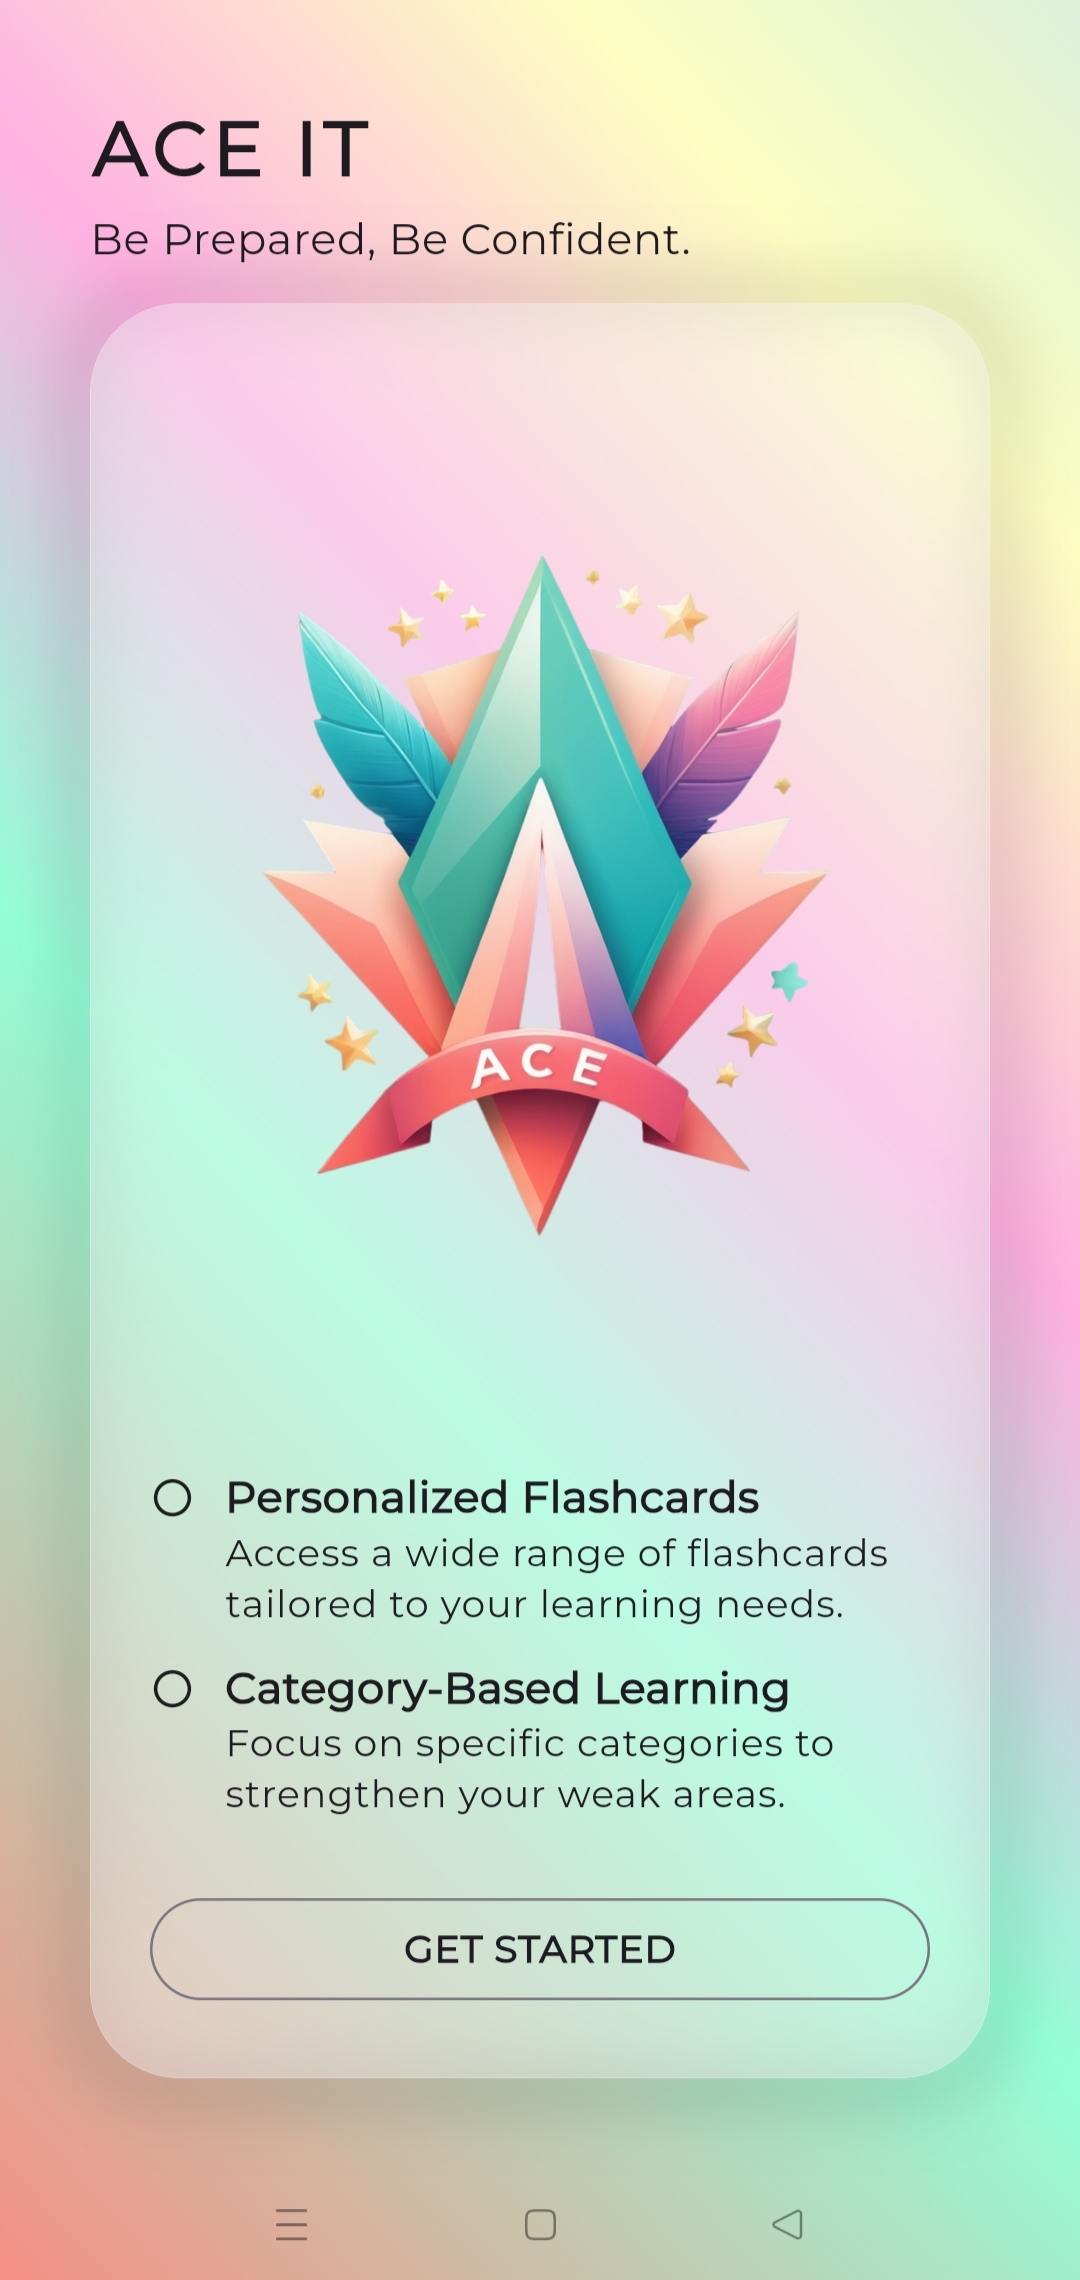 ACE IT
Be Prepared, Be Confident.
ACE
Personalized Flashcards
Access a wide range of flashcards
tailored to your learning needs.
Category-Based Learning
Focus on specific categories to
strengthen your weak areas.
GET STARTED